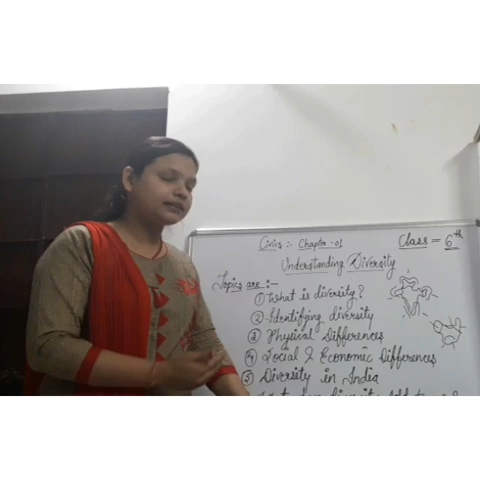 Civics :- Chapter - 01
Class = 6th
Understanding Diversity
Topics are :-
① What is diversity?
② Identifying diversity
③ Physical Differences
④ Social & Economic Differences
⑤ Diversity in India